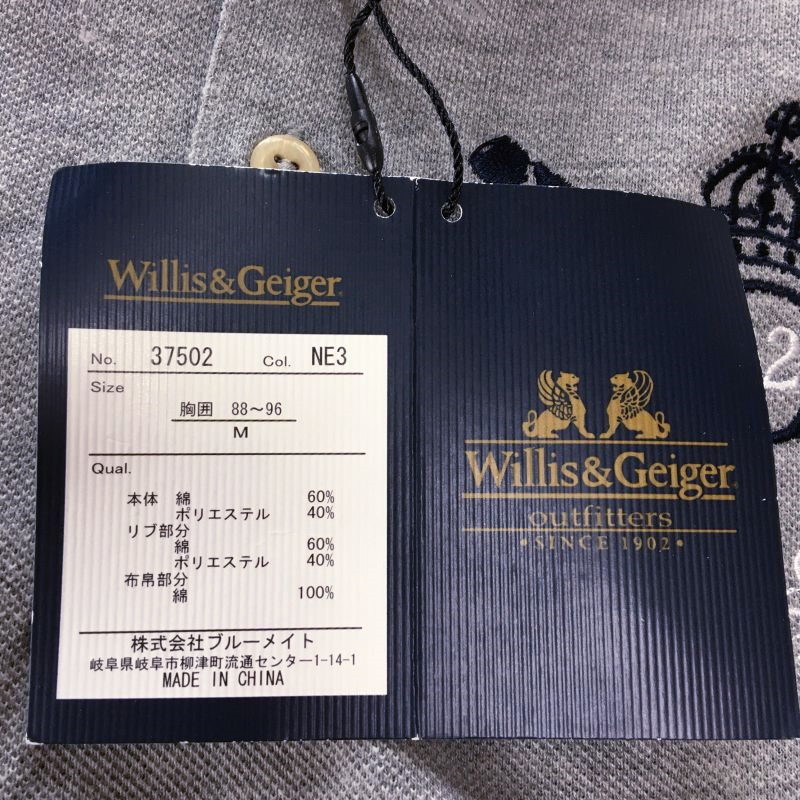 Willis&Geiger
No. 37502 Col. NE3
Size
胸囲 88～96
M
Qual.
本体 綿 60%
ポリエステル 40%
リブ部分
綿 60%
ポリエステル 40%
布帛部分
綿 100%
株式会社ブルーメイト
岐阜県岐阜市柳津町流通センター1-14-1
MADE IN CHINA
Willis&Geiger
outfitters
•SINCE 1902•
2